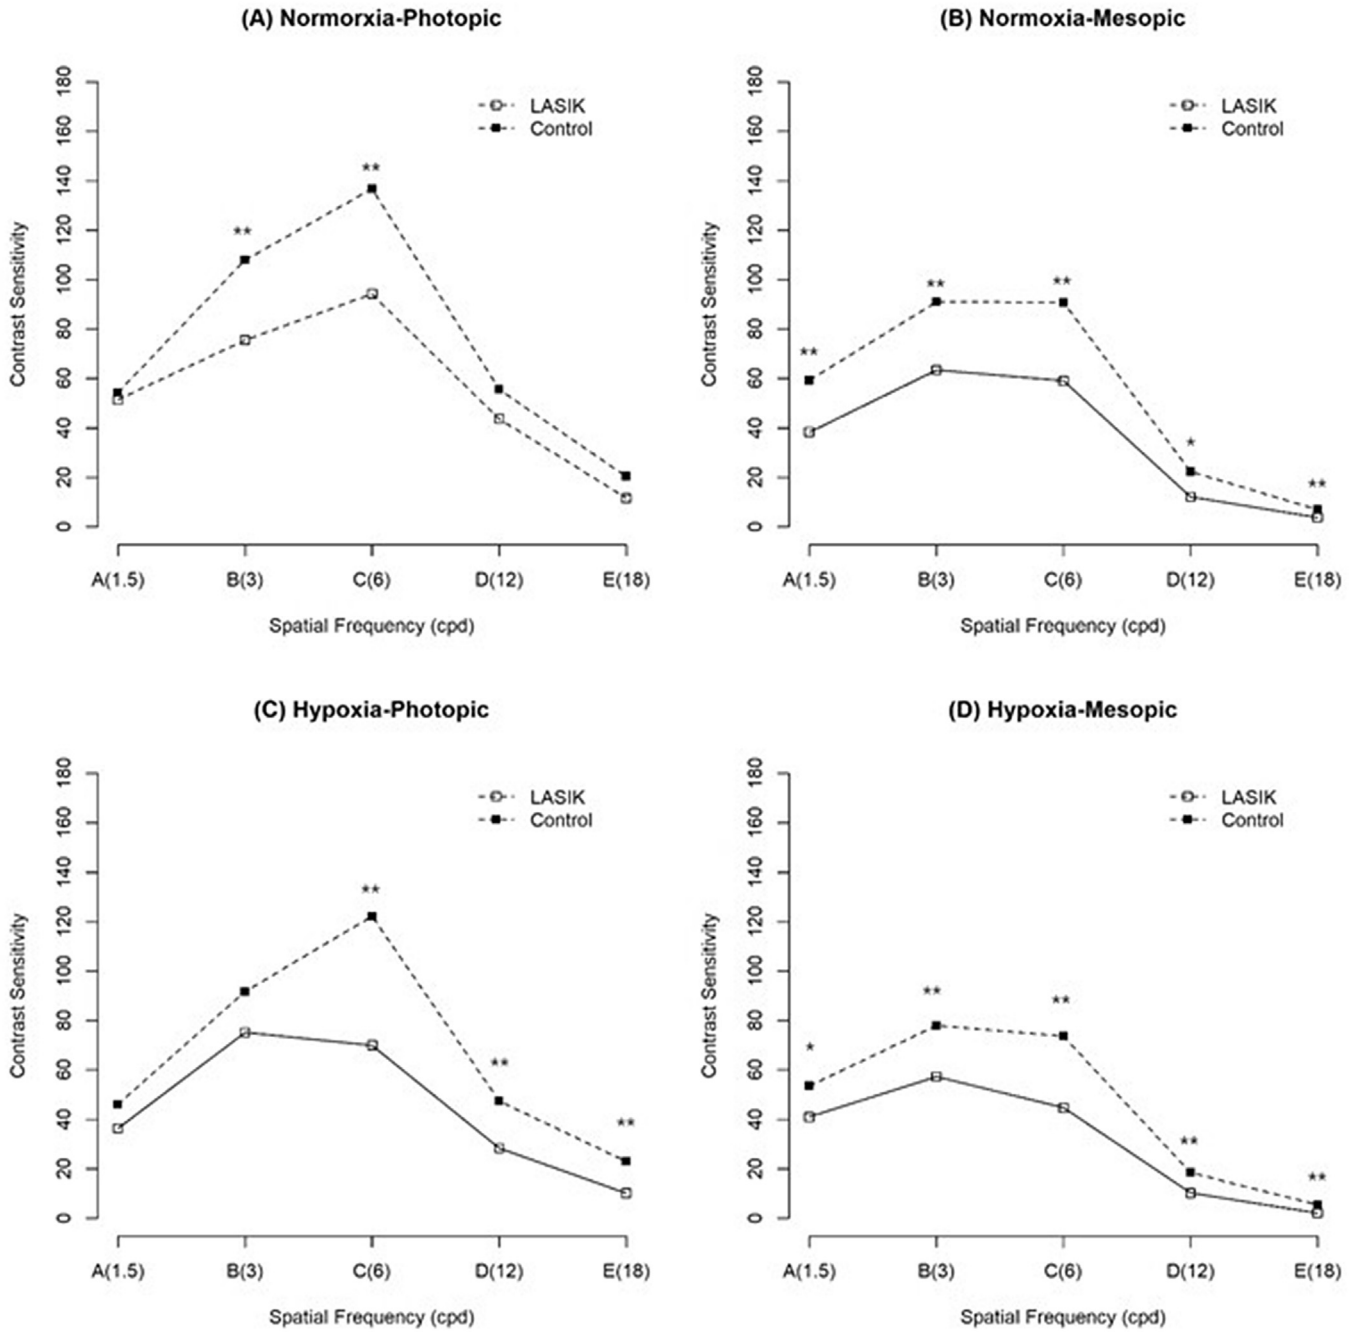 (A) Normorxia-Photopic
180
160
140
120
100
80
60
40
20
0
Contrast Sensitivity
LASIK
Control
**
**
A(1.5) B(3) C(6) D(12) E(18)
Spatial Frequency (cpd)
(B) Normoxia-Mesopic
180
160
140
120
100
80
60
40
20
0
Contrast Sensitivity
LASIK
Control
**
**
**
*
**
A(1.5) B(3) C(6) D(12) E(18)
Spatial Frequency (cpd)
(C) Hypoxia-Photopic
180
160
140
120
100
80
60
40
20
0
Contrast Sensitivity
LASIK
Control
**
**
**
A(1.5) B(3) C(6) D(12) E(18)
Spatial Frequency (cpd)
(D) Hypoxia-Mesopic
180
160
140
120
100
80
60
40
20
0
Contrast Sensitivity
LASIK
Control
*
**
**
**
**
A(1.5) B(3) C(6) D(12) E(18)
Spatial Frequency (cpd)